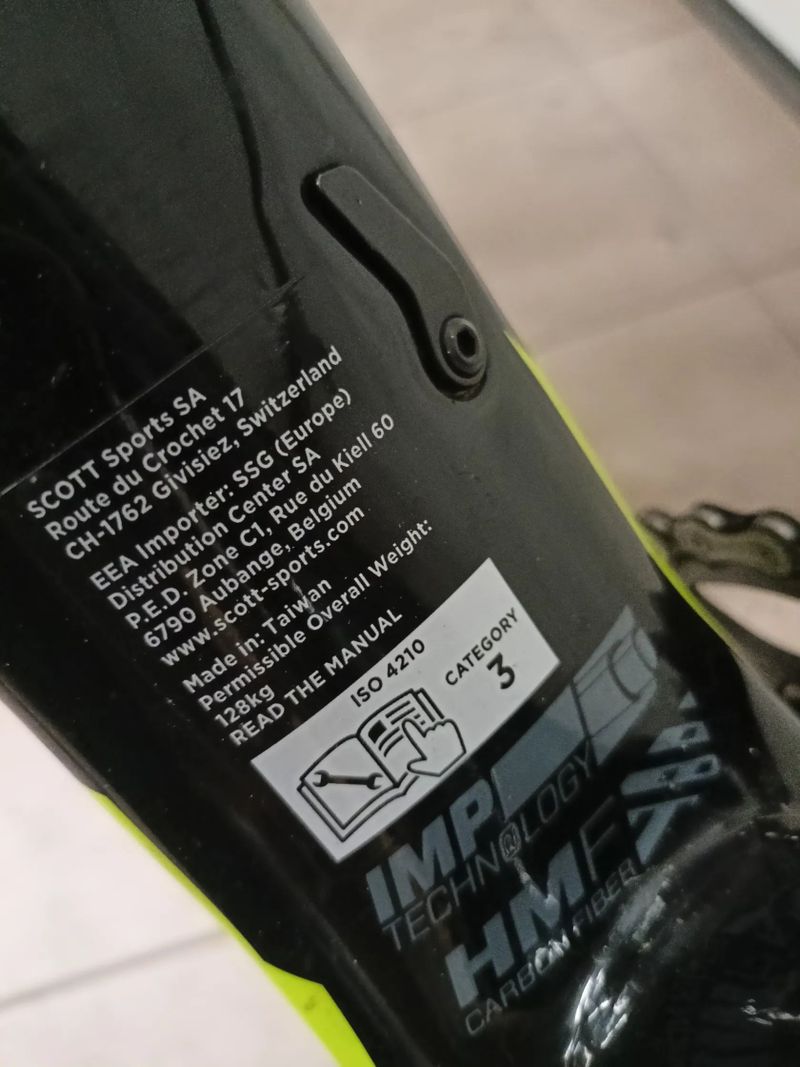 SCOTT Sports SA
Route du Crochet 17
CH-1762 Givisiez, Switzerland
EEA Importer: SSG (Europe)
Distribution Center SA
P.E.D. Zone C1, Rue du Kiell 60
6790 Aubange, Belgium
www.scott-sports.com
Made in: Taiwan
Permissible Overall Weight:
128kg
READ THE MANUAL
ISO 4210
CATEGORY
3
IMP
TECHNOLOGY
HMF
CARBON FIBER